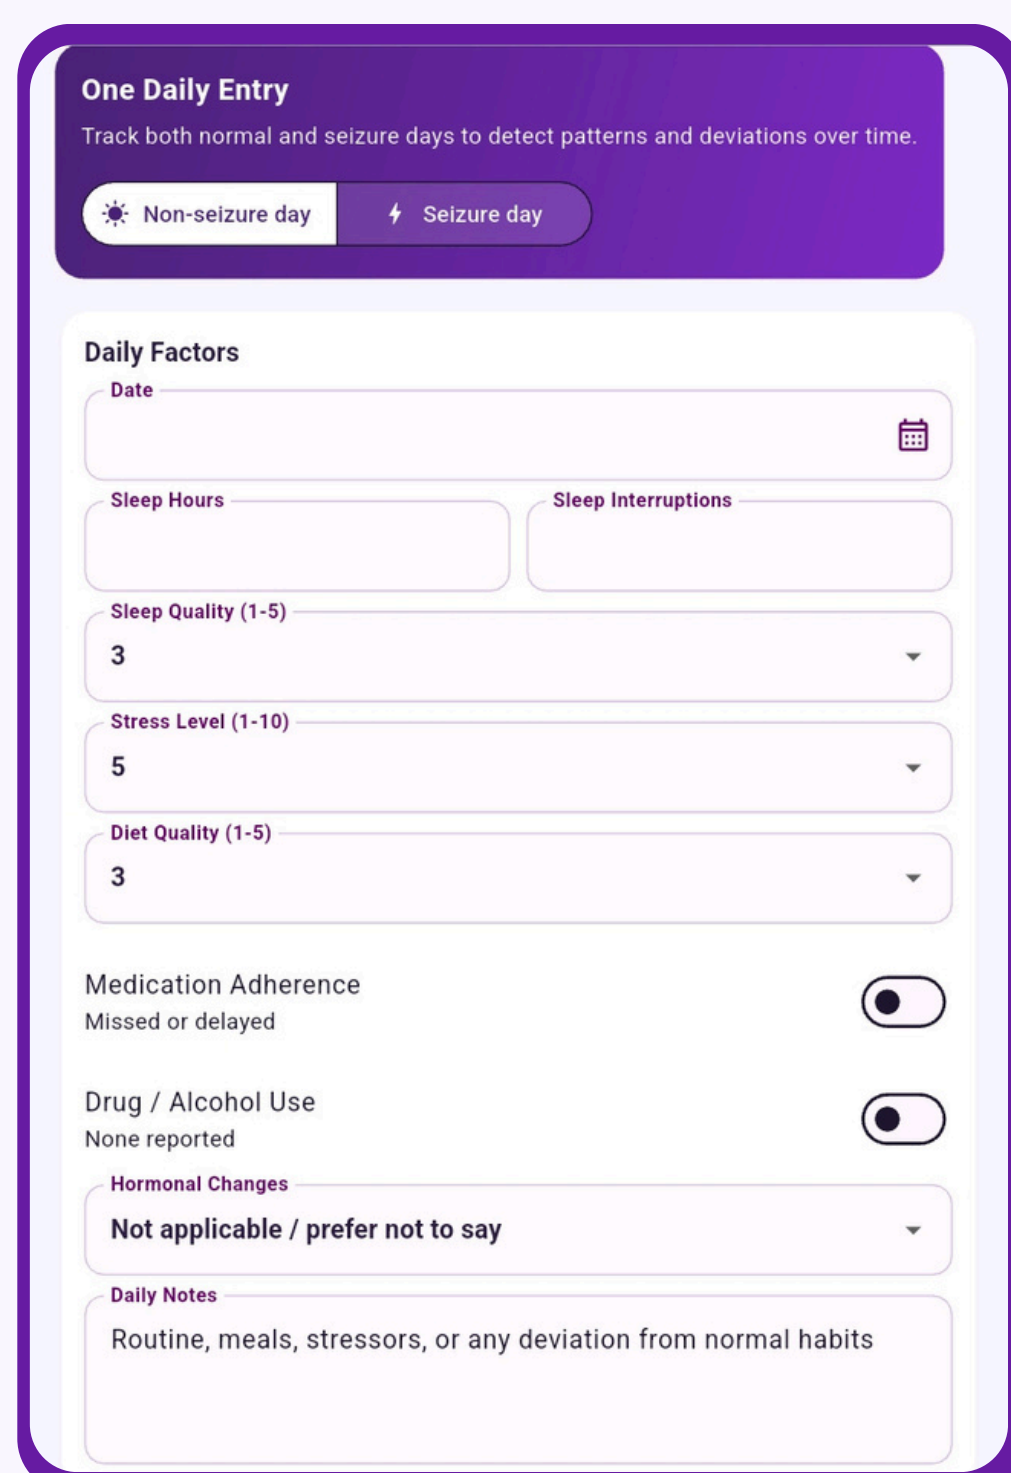 One Daily Entry
Track both normal and seizure days to detect patterns and deviations over time.
Non-seizure day
Seizure day
Daily Factors
Date
Sleep Hours
Sleep Interruptions
Sleep Quality (1-5)
3
Stress Level (1-10)
5
Diet Quality (1-5)
3
Medication Adherence
Missed or delayed
Drug / Alcohol Use
None reported
Hormonal Changes
Not applicable / prefer not to say
Daily Notes
Routine, meals, stressors, or any deviation from normal habits